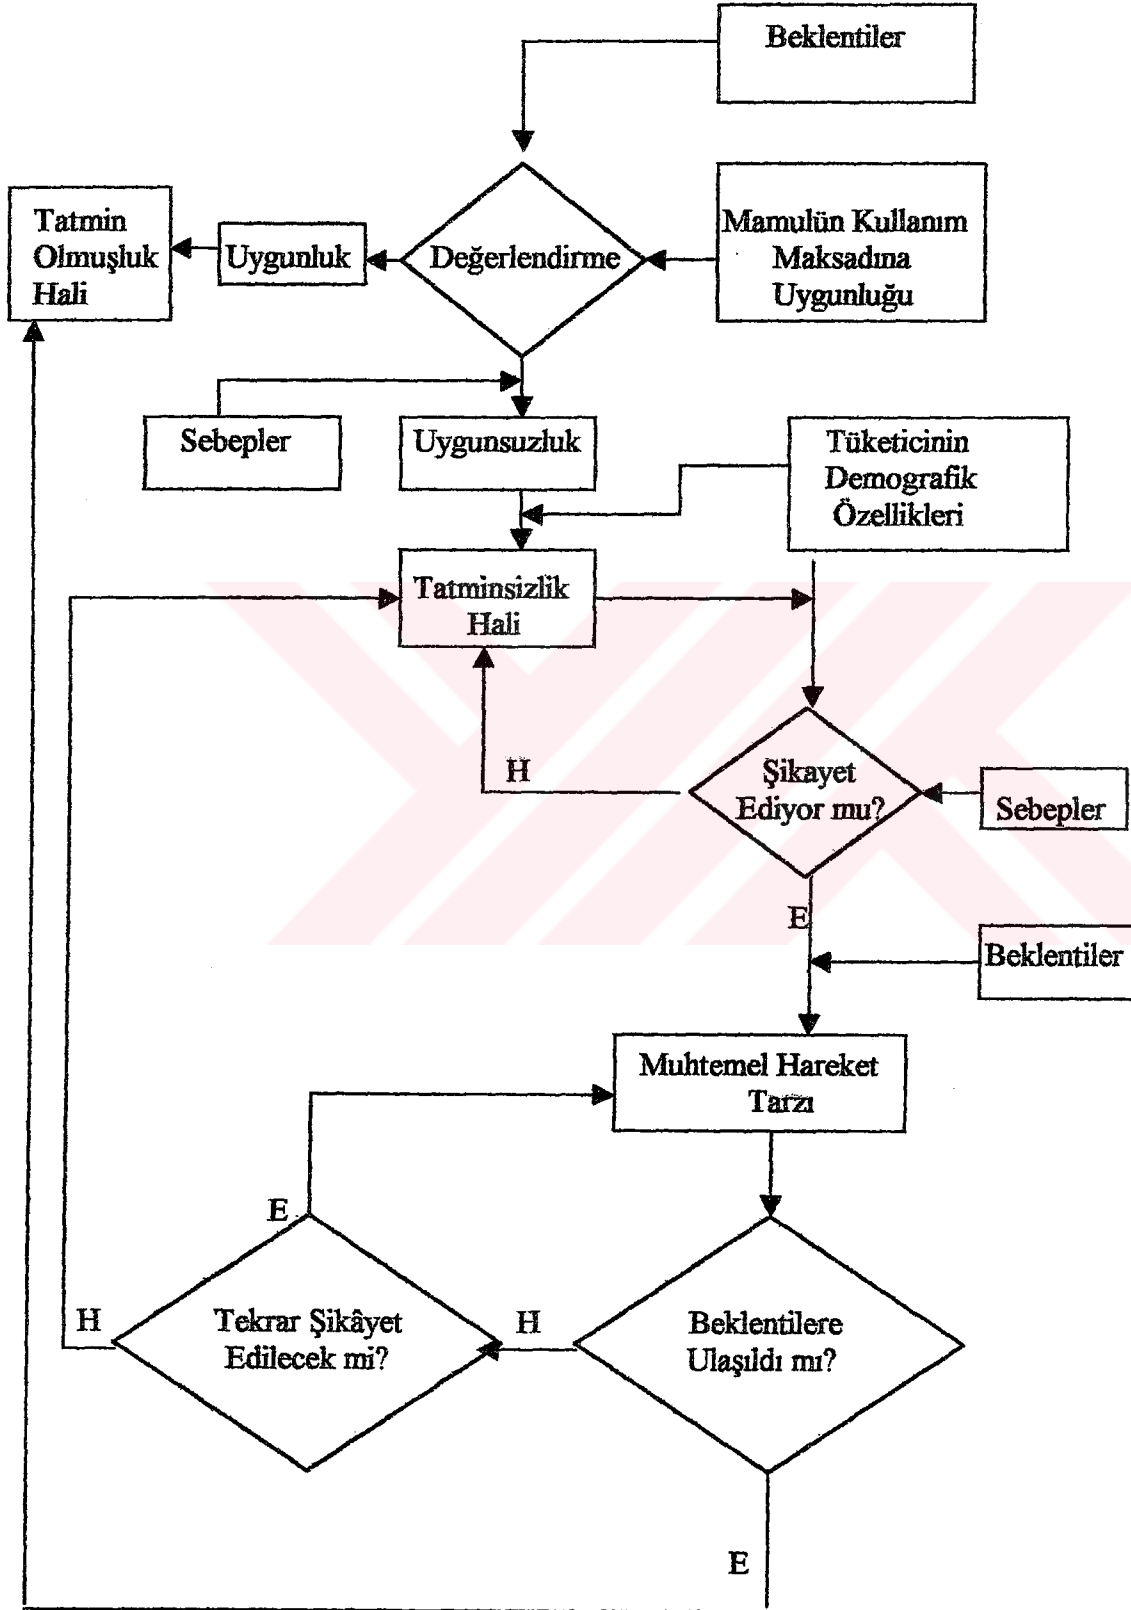 Beklentiler
Tatmin
Olmuşluk
Hali
Uygunluk
Değerlendirme
Mamulün Kullanım
Maksadına
Uygunluğu
Sebepler
Uygunsuzluk
Tüketicinin
Demografik
Özellikleri
Tatminsizlik
Hali
H
Şikayet
Ediyor mu?
Sebepler
E
Beklentiler
Muhtemel Hareket
Tarzı
E
H
Tekrar Şikâyet
Edilecek mi?
H
Beklentilere
Ulaşıldı mı?
E